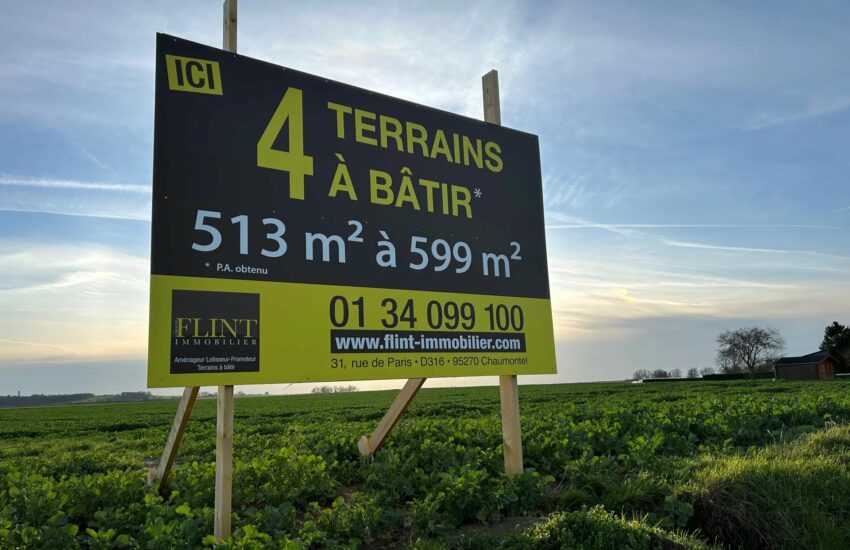 ICI
4 TERRAINS
À BÂTIR*
513 m² à 599 m²
* P.A. obtenu
FLINT
IMMOBILIER
Aménageur Lotisseur-Promoteur
Terrains à bâtir
01 34 099 100
www.flint-immobilier.com
31, rue de Paris • D316 • 95270 Chaumontel